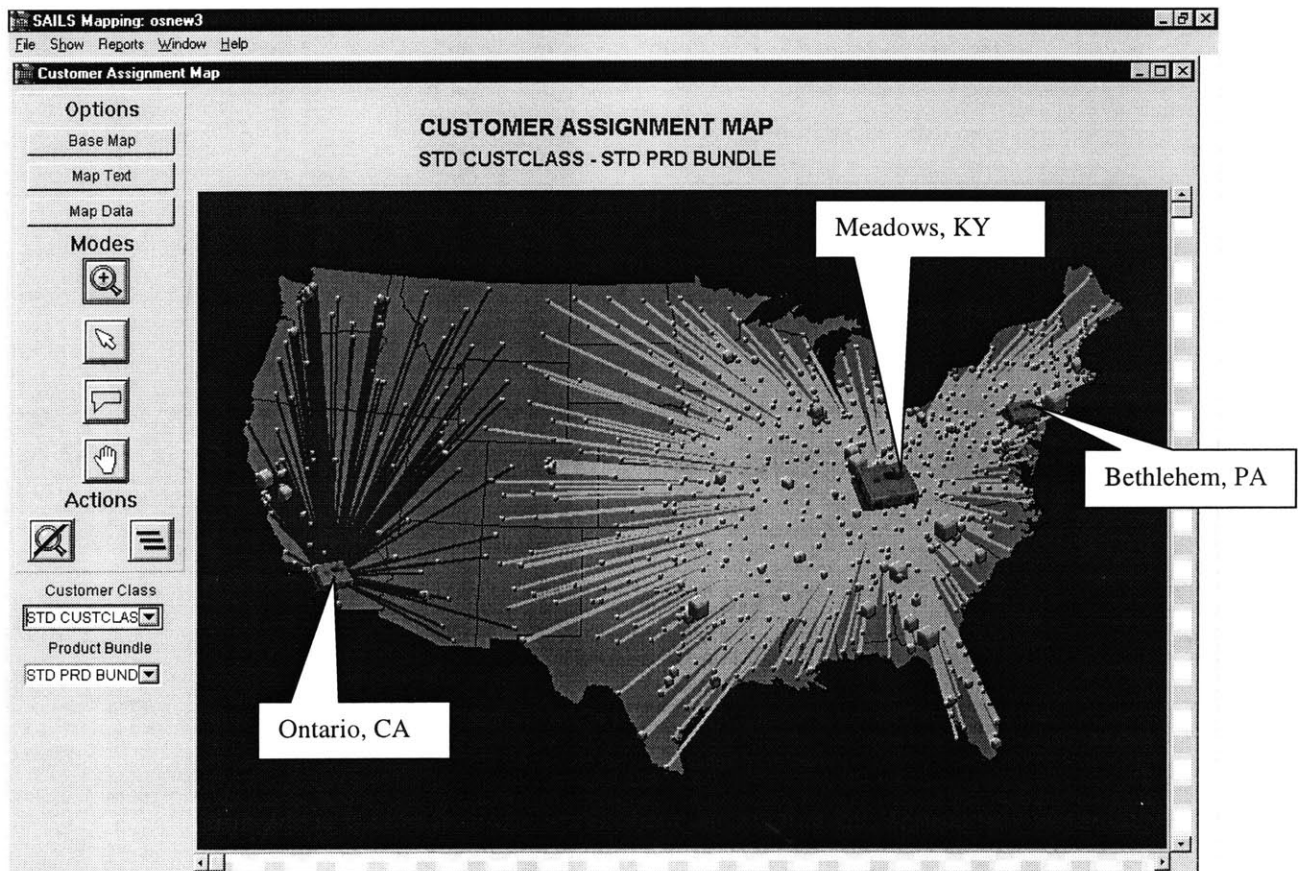 SAILS Mapping: osnew3
File Show Reports Window Help
Customer Assignment Map
Options
Base Map
Map Text
Map Data
Modes
Actions
Customer Class
STD CUSTCLAS
Product Bundle
STD PRD BUND
CUSTOMER ASSIGNMENT MAP
STD CUSTCLASS - STD PRD BUNDLE
Meadows, KY
Bethlehem, PA
Ontario, CA